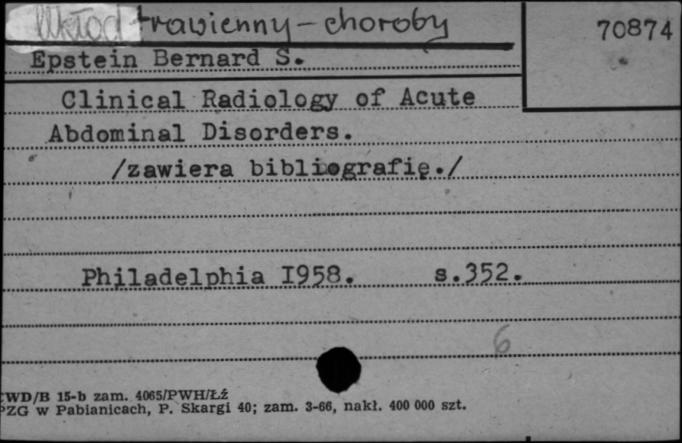 Układ trawienny - choroby
70874
Epstein Bernard S.
Clinical Radiology of Acute
Abdominal Disorders.
/zawiera bibliografię./
Philadelphia I958. s.352.
6
WD/B 15-b zam. 4065/PWH/Łź
PZG w Pabianicach, P. Skargi 40; zam. 3-66, nakł. 400 000 szt.